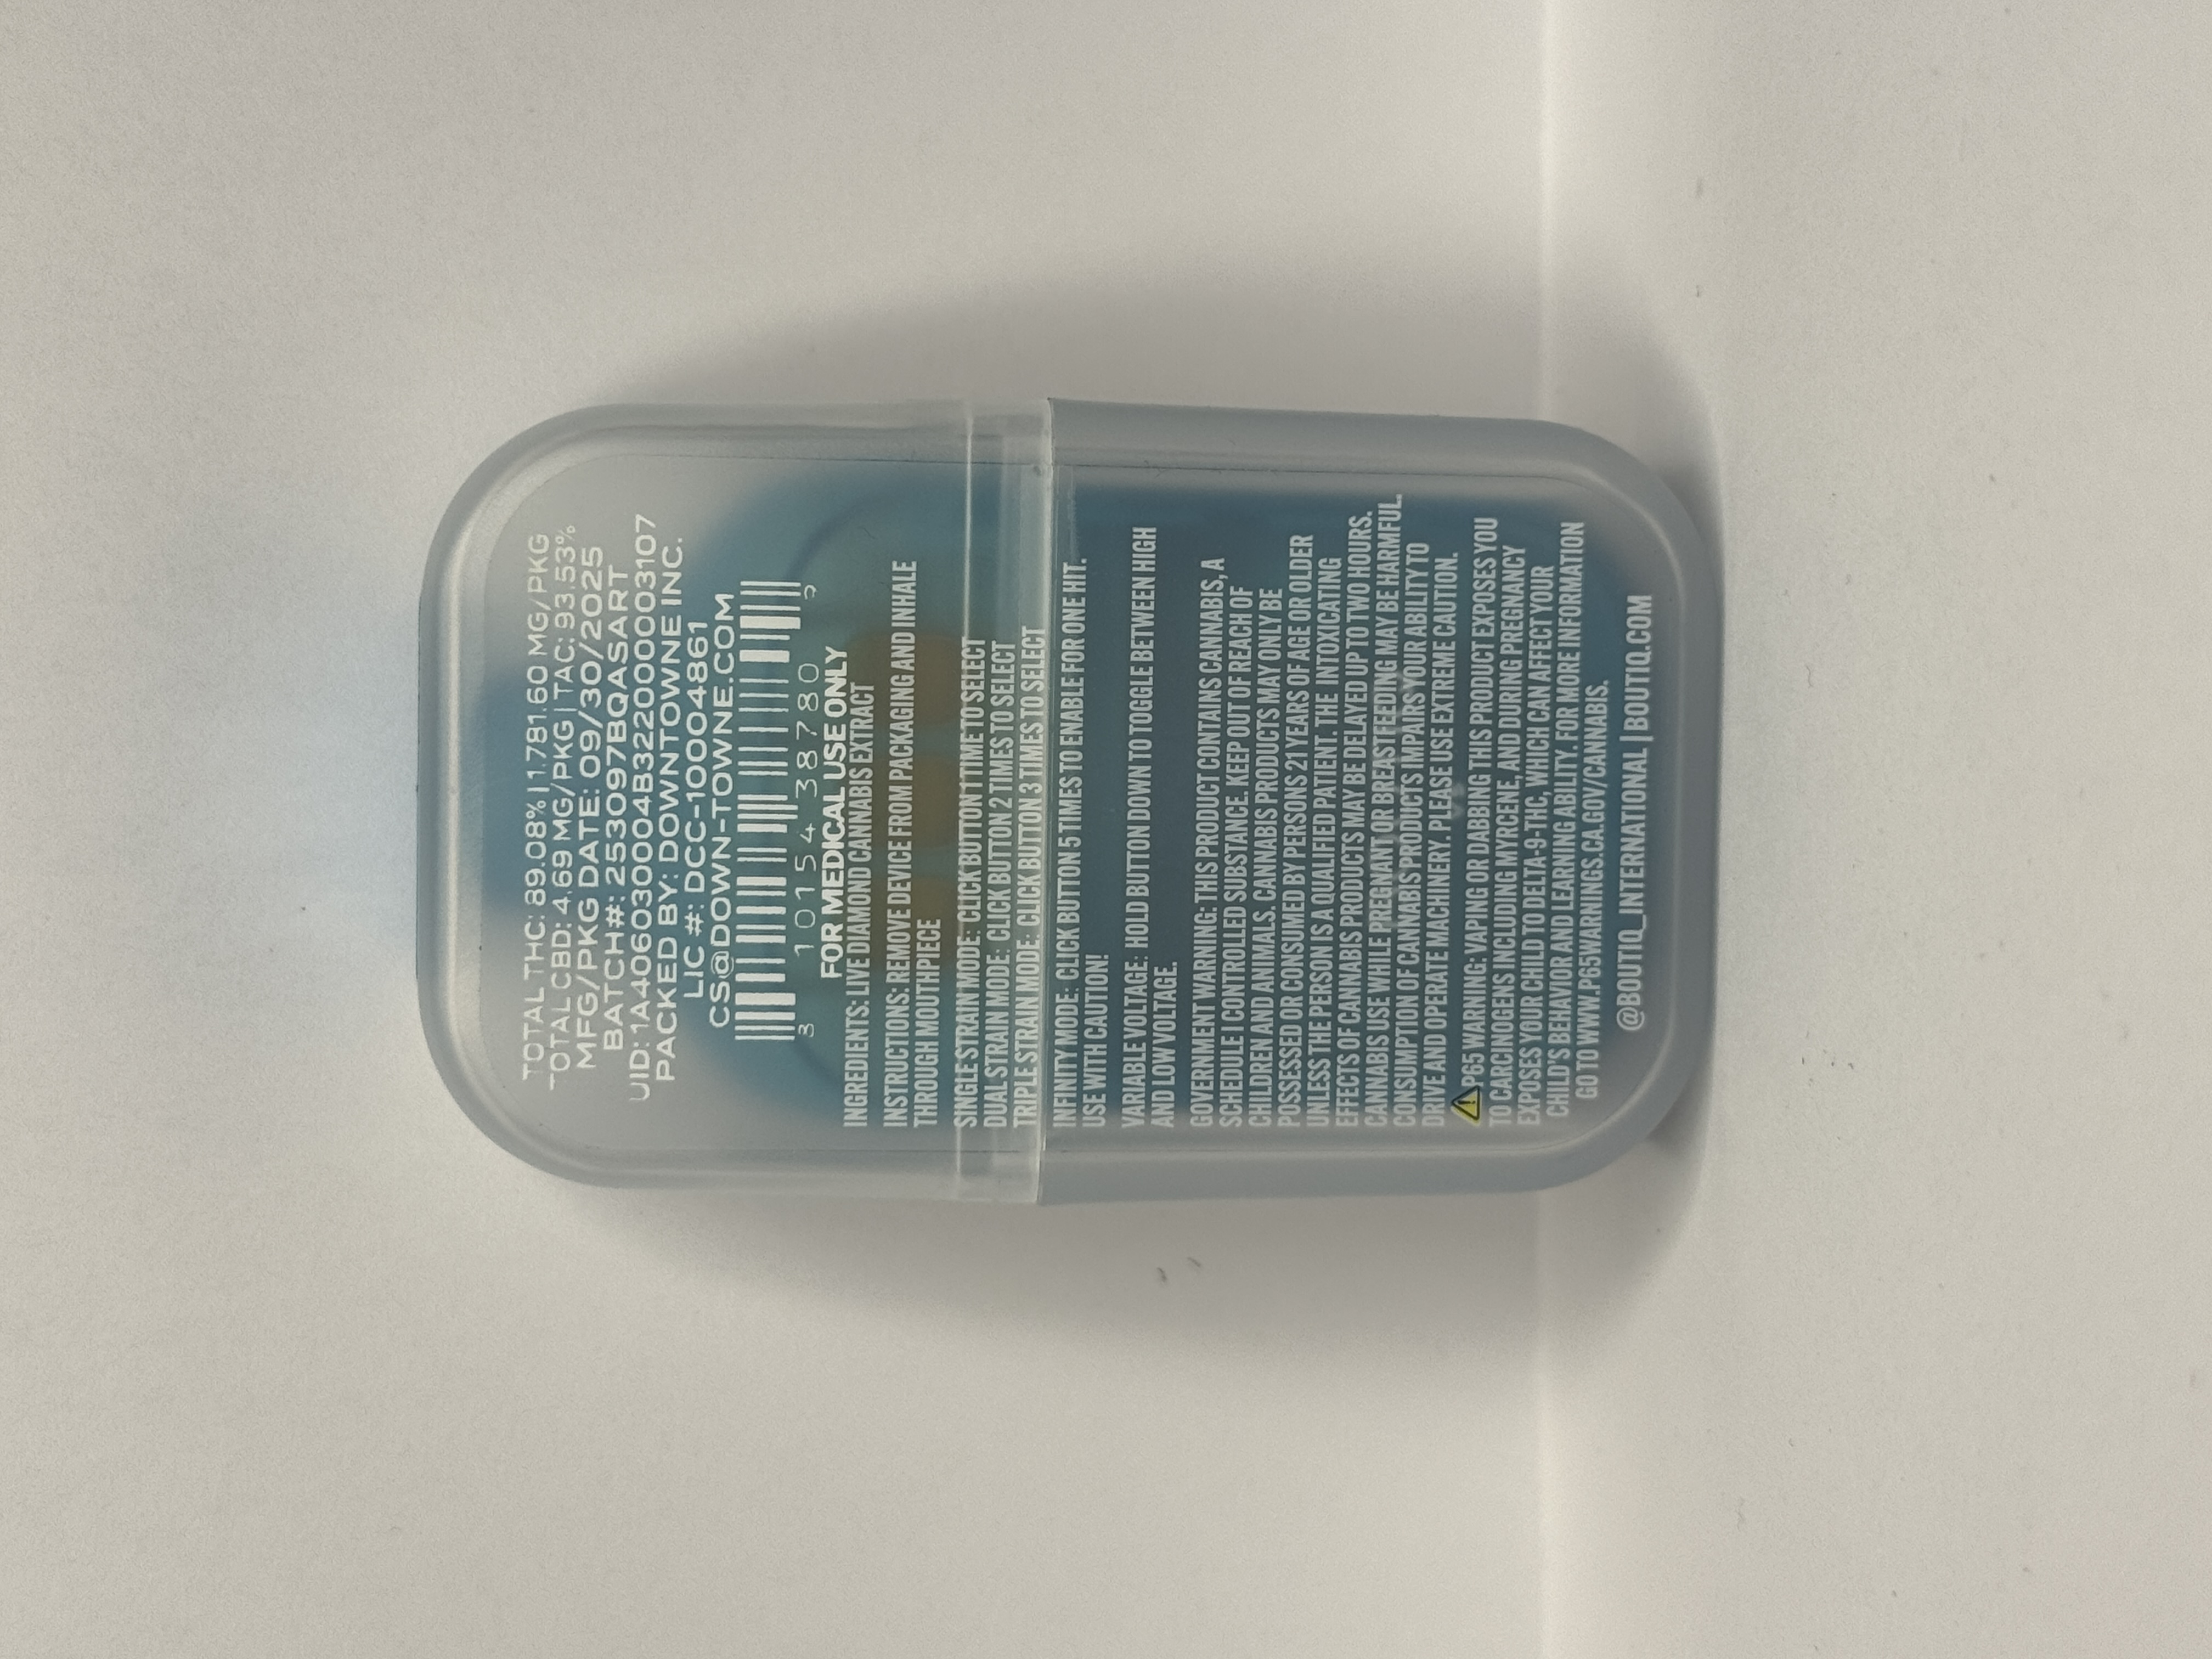 TOTAL THC: 89.08% | 1,781.60 MG/PKG
TOTAL CBD: 4.69 MG/PKG | TAC: 93.53%
MFG/PKG DATE: 09/30/2025
BATCH#: 253097BQASART
UID: 1A406030004B322000003107
PACKED BY: DOWNTOWNE INC.
LIC #: DCC-10004861
CS@DOWN-TOWNE.COM
3 10154 38780 9
FOR MEDICAL USE ONLY
INGREDIENTS: LIVE DIAMOND CANNABIS EXTRACT
INSTRUCTIONS: REMOVE DEVICE FROM PACKAGING AND INHALE
THROUGH MOUTHPIECE
SINGLE STRAIN MODE: CLICK BUTTON 1 TIME TO SELECT
DUAL STRAIN MODE: CLICK BUTTON 2 TIMES TO SELECT
TRIPLE STRAIN MODE: CLICK BUTTON 3 TIMES TO SELECT
INFINITY MODE: CLICK BUTTON 5 TIMES TO ENABLE FOR ONE HIT.
USE WITH CAUTION!
VARIABLE VOLTAGE: HOLD BUTTON DOWN TO TOGGLE BETWEEN HIGH
AND LOW VOLTAGE.
GOVERNMENT WARNING: THIS PRODUCT CONTAINS CANNABIS, A
SCHEDULE I CONTROLLED SUBSTANCE. KEEP OUT OF REACH OF
CHILDREN AND ANIMALS. CANNABIS PRODUCTS MAY ONLY BE
POSSESSED OR CONSUMED BY PERSONS 21 YEARS OF AGE OR OLDER
UNLESS THE PERSON IS A QUALIFIED PATIENT. THE INTOXICATING
EFFECTS OF CANNABIS PRODUCTS MAY BE DELAYED UP TO TWO HOURS.
CANNABIS USE WHILE PREGNANT OR BREASTFEEDING MAY BE HARMFUL.
CONSUMPTION OF CANNABIS PRODUCTS IMPAIRS YOUR ABILITY TO
DRIVE AND OPERATE MACHINERY. PLEASE USE EXTREME CAUTION.
P65 WARNING: VAPING OR DABBING THIS PRODUCT EXPOSES YOU
TO CARCINOGENS INCLUDING MYRCENE, AND DURING PREGNANCY
EXPOSES YOUR CHILD TO DELTA-9-THC, WHICH CAN AFFECT YOUR
CHILD'S BEHAVIOR AND LEARNING ABILITY. FOR MORE INFORMATION
GO TO WWW.P65WARNINGS.CA.GOV/CANNABIS.
@BOUTIQ_INTERNATIONAL | BOUTIQ.COM